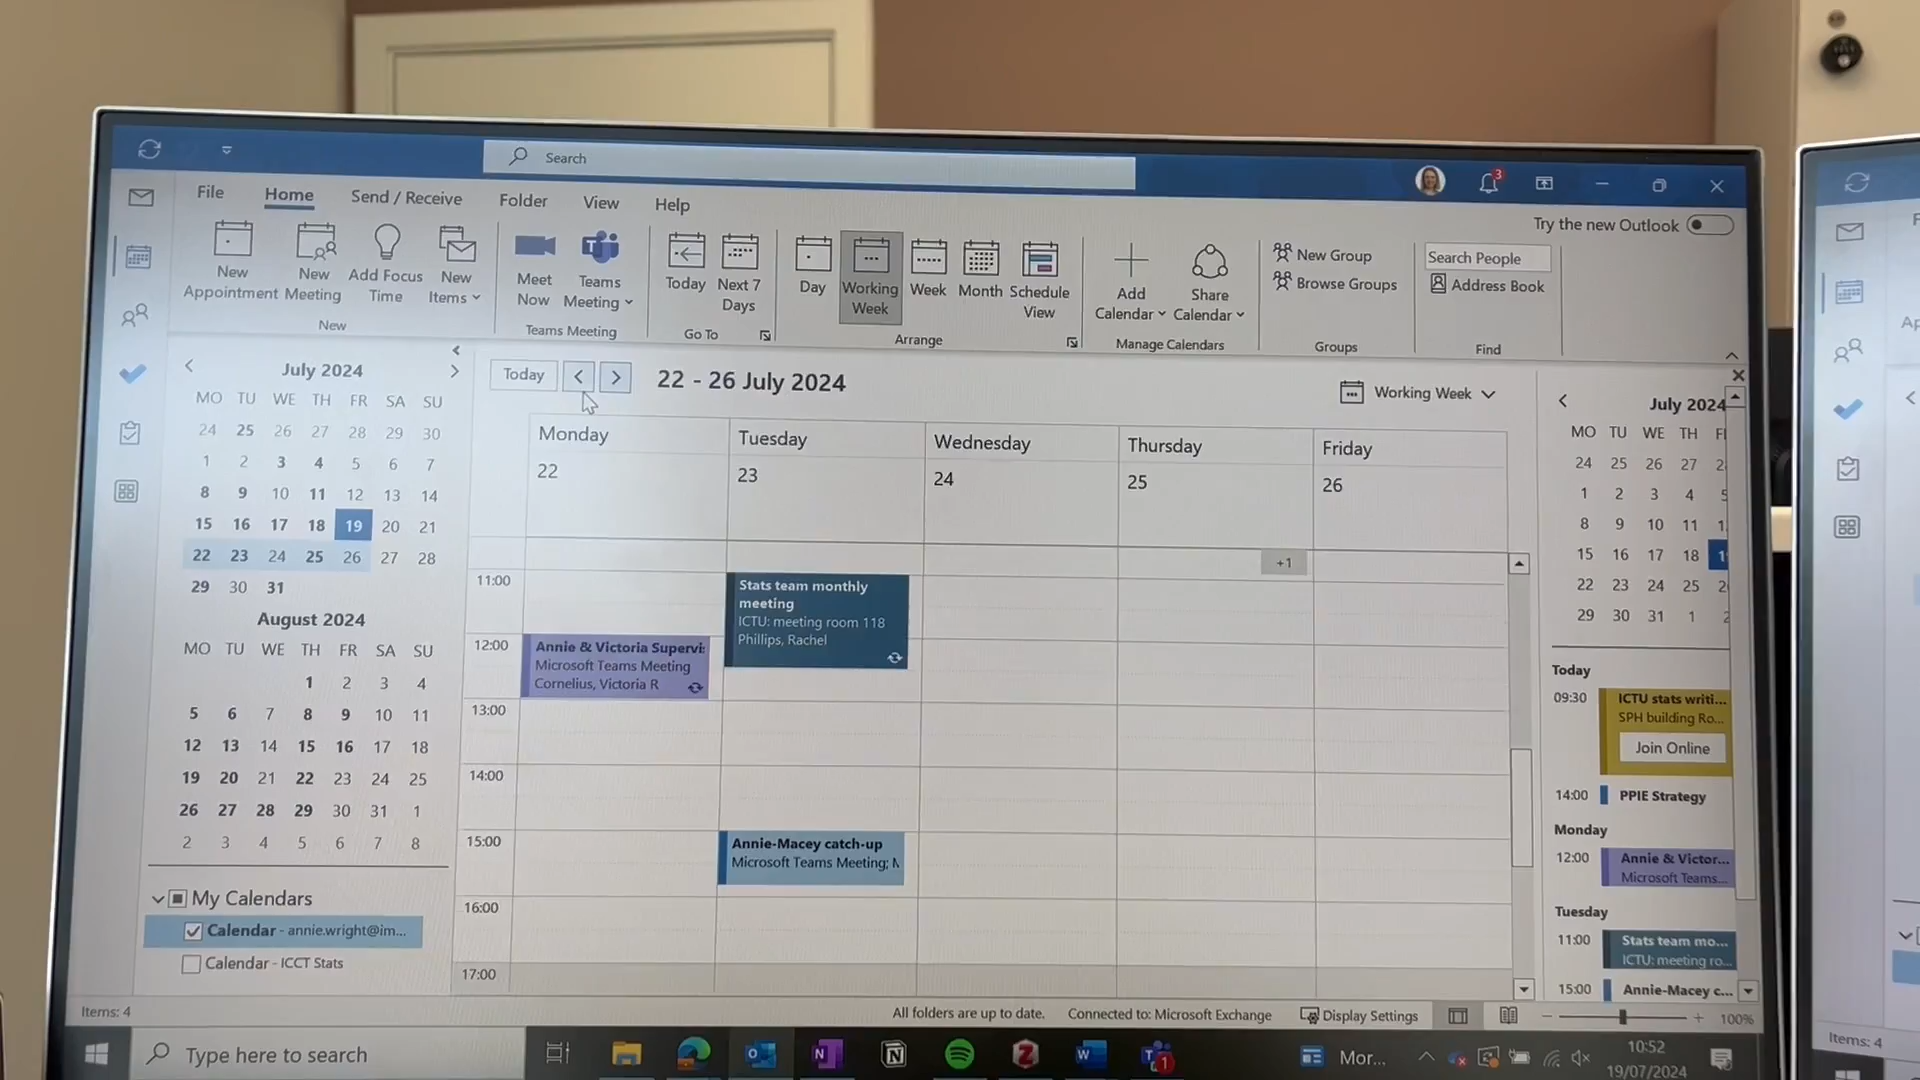 Search
3
File Home Send / Receive Folder View Help
Try the new Outlook
New Appointment
New Meeting
Add Focus Time
New Items
New
Meet Now
Teams Meeting
Teams Meeting
Today
Next 7 Days
Go To
Day
Working Week
Week
Month
Schedule View
Arrange
Add Calendar
Share Calendar
Manage Calendars
New Group
Browse Groups
Groups
Search People
Address Book
Find
July 2024
MO TU WE TH FR SA SU
24 25 26 27 28 29 30
1 2 3 4 5 6 7
8 9 10 11 12 13 14
15 16 17 18 19 20 21
22 23 24 25 26 27 28
29 30 31
August 2024
MO TU WE TH FR SA SU
1 2 3 4
5 6 7 8 9 10 11
12 13 14 15 16 17 18
19 20 21 22 23 24 25
26 27 28 29 30 31 1
2 3 4 5 6 7 8
My Calendars
Calendar - annie.wright@im...
Calendar - ICCT Stats
Today
22 - 26 July 2024
Working Week
Monday Tuesday Wednesday Thursday Friday
22 23 24 25 26
+1
11:00
12:00
13:00
14:00
15:00
16:00
17:00
Stats team monthly
meeting
ICTU: meeting room 118
Phillips, Rachel
Annie & Victoria Supervi
Microsoft Teams Meeting
Cornelius, Victoria R
Annie-Macey catch-up
Microsoft Teams Meeting;
July 2024
MO TU WE TH
24 25 26 27 2
1 2 3 4
8 9 10 11 1
15 16 17 18 1
22 23 24 25 2
29 30 31 1 2
Today
09:30 ICTU stats writi...
SPH building Ro...
Join Online
14:00 PPIE Strategy
Monday
12:00 Annie & Victor...
Microsoft Teams...
Tuesday
11:00 Stats team mo...
ICTU: meeting ro...
15:00 Annie-Macey c...
Items: 4
All folders are up to date.
Connected to: Microsoft Exchange
Display Settings
100%
Type here to search
1
Mor...
10:52
19/07/2024
Items: 4